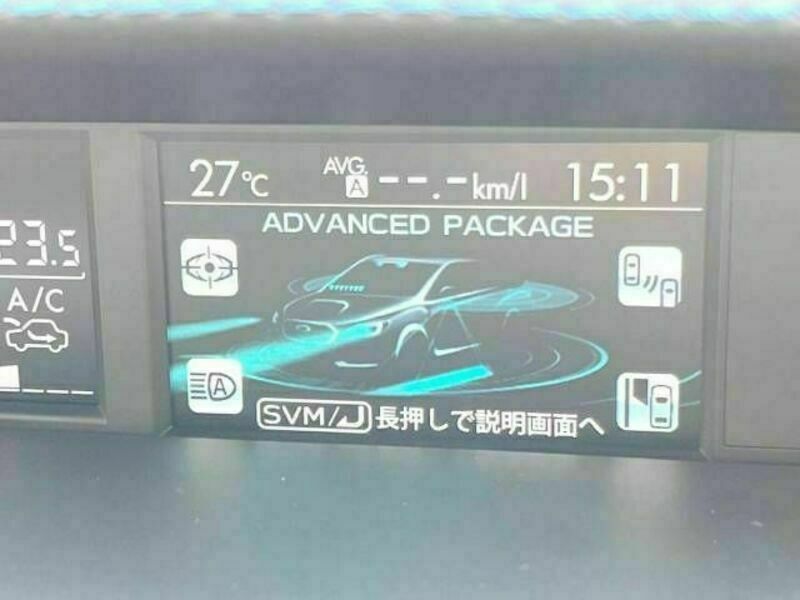 27℃ AVG. A --.-km/l 15:11
ADVANCED PACKAGE
23.5
A/C
A
SVM/↲ 長押しで説明画面へ